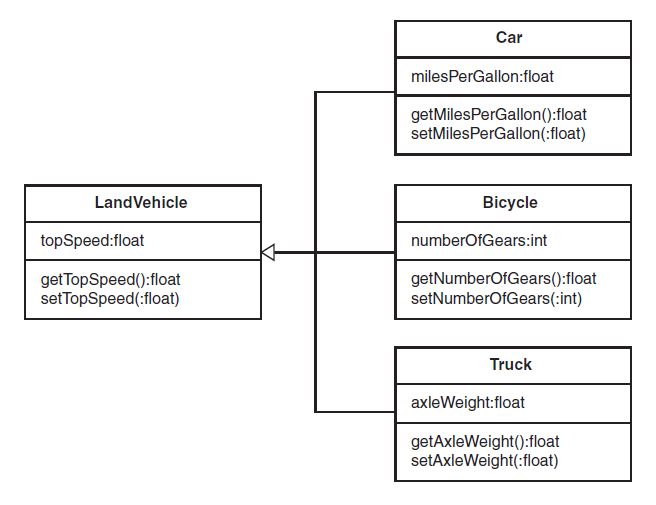 Car
milesPerGallon:float
getMilesPerGallon():float
setMilesPerGallon(:float)
LandVehicle
topSpeed:float
getTopSpeed():float
setTopSpeed(:float)
Bicycle
numberOfGears:int
getNumberOfGears():float
setNumberOfGears(:int)
Truck
axleWeight:float
getAxleWeight():float
setAxleWeight(:float)